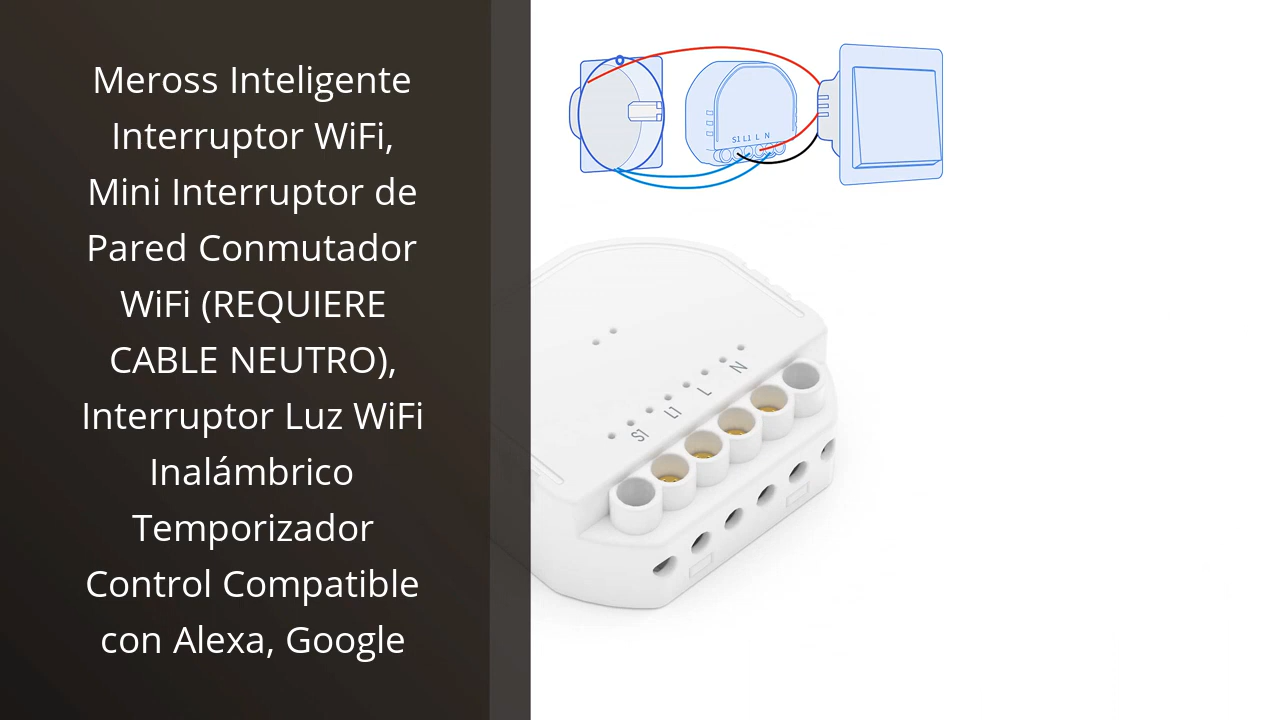 Meross Inteligente
Interruptor WiFi,
Mini Interruptor de
Pared Conmutador
WiFi (REQUIERE
CABLE NEUTRO),
Interruptor Luz WiFi
Inalámbrico
Temporizador
Control Compatible
con Alexa, Google
S1 L1 L N
S1 L1 L N